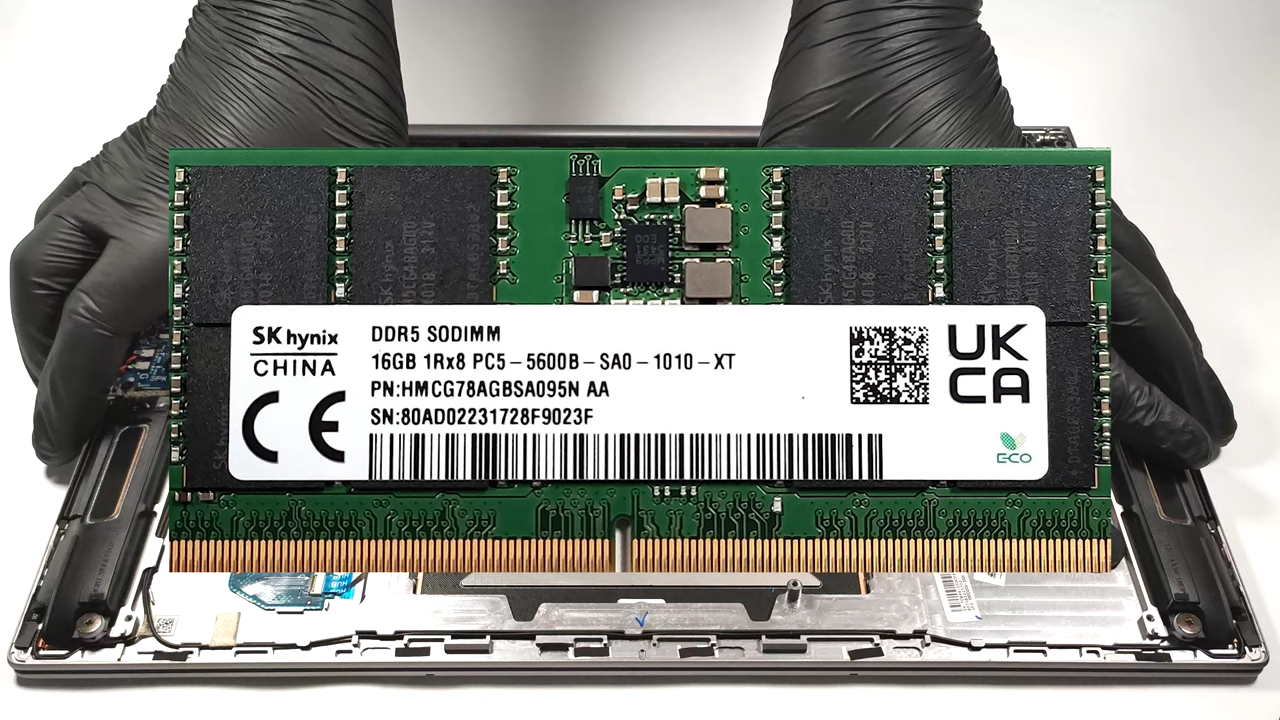 SK hynix
CHINA
DDR5 SODIMM
16GB 1Rx8 PC5-5600B-SA0-1010-XT
PN:HMCG78AGBSA095N AA
SN:80AD02231728F9023F
CE
UK
CA
ECO